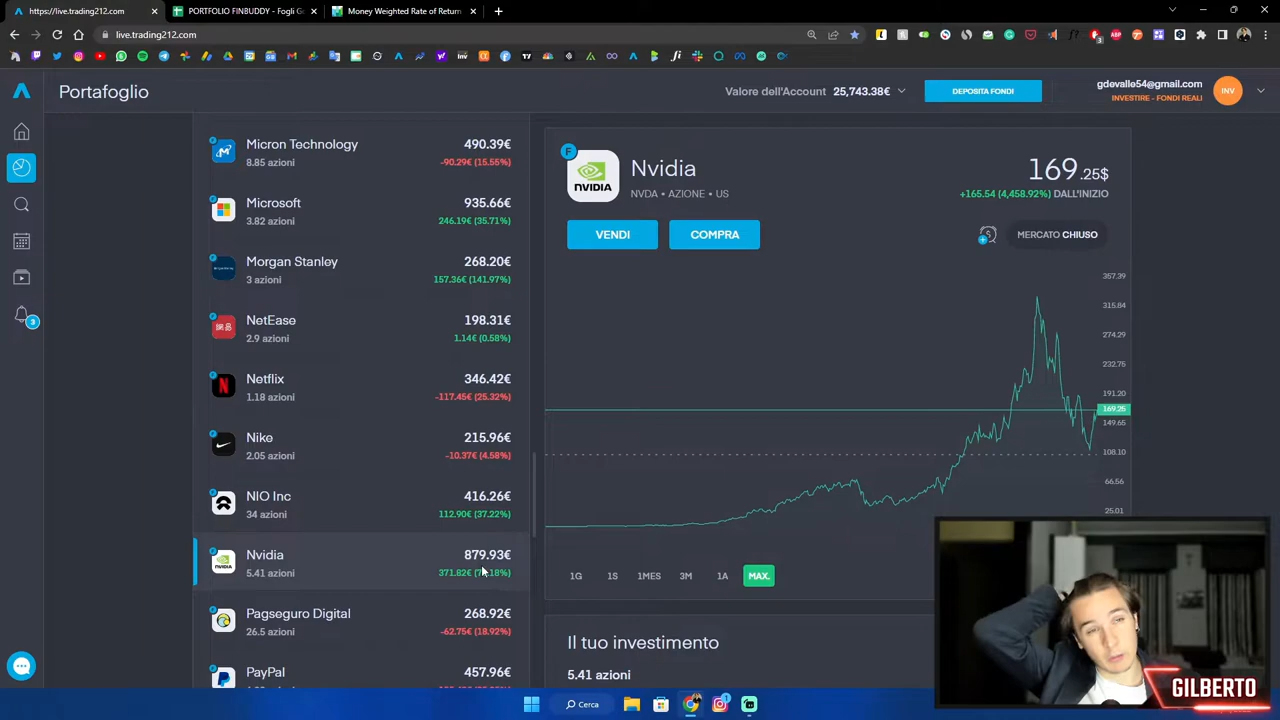 https://live.trading212.com
PORTFOLIO FINBUDDY - Fogli G
Money Weighted Rate of Return
live.trading212.com
Portafoglio
Valore dell'Account 25,743.38€
DEPOSITA FONDI
gdevalle54@gmail.com
INVESTIRE - FONDI REALI
INV
Micron Technology 490.39€
8.85 azioni -90.29€ (15.55%)
Microsoft 935.66€
3.82 azioni 246.19€ (35.71%)
Morgan Stanley 268.20€
3 azioni 157.36€ (141.97%)
NetEase 198.31€
2.9 azioni 1.14€ (0.58%)
Netflix 346.42€
1.18 azioni -117.45€ (25.32%)
Nike 215.96€
2.05 azioni -10.37€ (4.58%)
NIO Inc 416.26€
34 azioni 112.90€ (37.22%)
Nvidia 879.93€
5.41 azioni 371.82€
Pagseguro Digital 268.92€
26.5 azioni -62.75€ (18.92%)
PayPal 457.96€
3
F
NVIDIA
Nvidia
NVDA • AZIONE • US
169.25$
+165.54 (4,458.92%) DALL'INIZIO
VENDI
COMPRA
MERCATO CHIUSO
357.39
315.84
274.29
232.75
191.20
169.25
149.65
108.10
66.56
25.01
1G 1S 1MES 3M 1A MAX.
Il tuo investimento
5.41 azioni
GILBERTO
Cerca